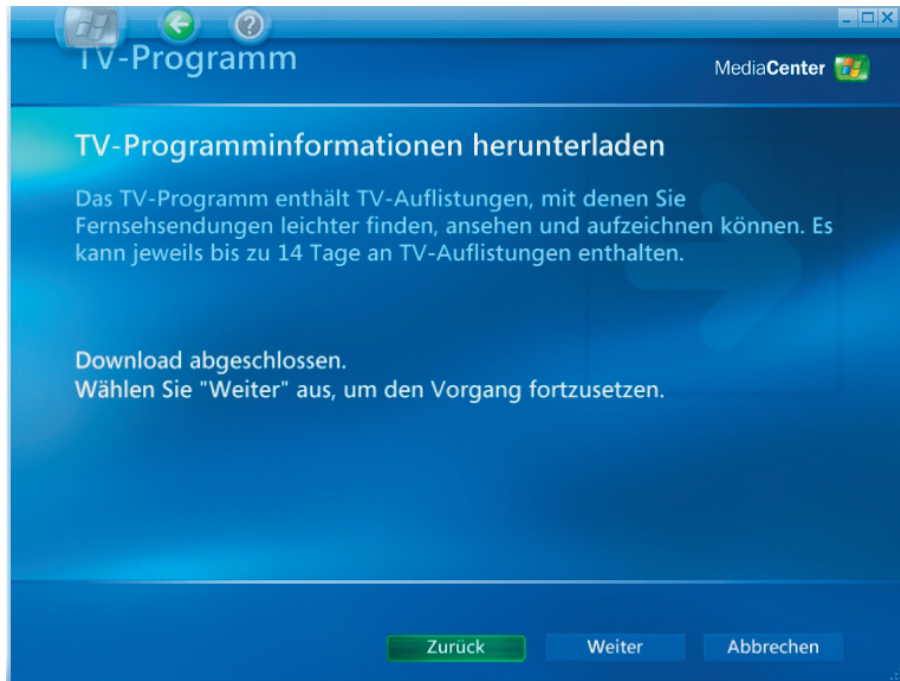 TV-Programm
MediaCenter
TV-Programminformationen herunterladen
Das TV-Programm enthält TV-Auflistungen, mit denen Sie
Fernsehsendungen leichter finden, ansehen und aufzeichnen können. Es
kann jeweils bis zu 14 Tage an TV-Auflistungen enthalten.
Download abgeschlossen.
Wählen Sie "Weiter" aus, um den Vorgang fortzusetzen.
Zurück Weiter Abbrechen